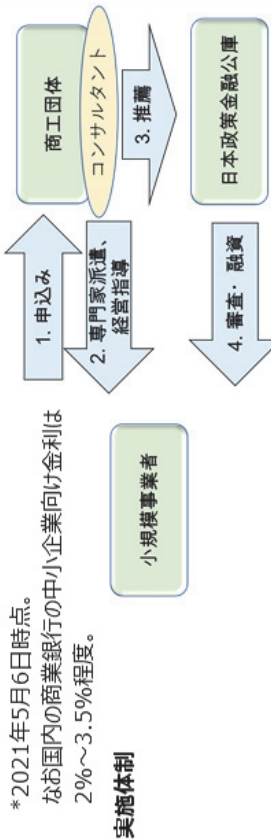 *2021年5月6日時点。
なお国内の商業銀行の中小企業向け金利は
2%～3.5%程度。
実施体制
小規模事業者
1. 申込み
2. 専門家派遣、
経営指導
商工団体
コンサルタント
3. 推薦
日本政策金融公庫
4. 審査・融資